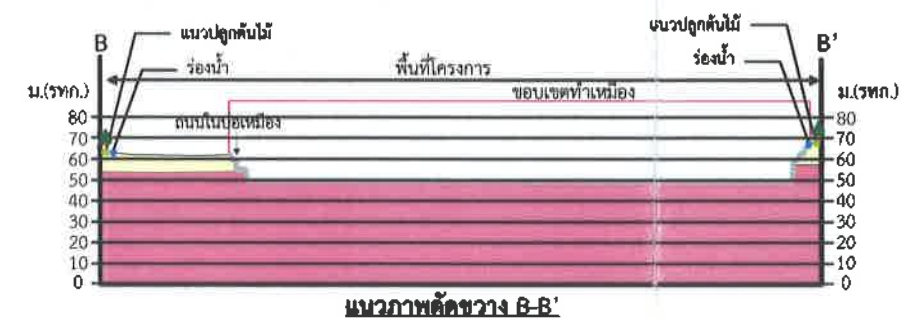 แนวปลูกต้นไม้
แนวปลูกต้นไม้
B
B'
ร่องน้ำ
พื้นที่โครงการ
ร่องน้ำ
ม.(รทก.)
ขอบเขตทำเหมือง
ม.(รทก.)
80
80
ถนนในบ่อเหมือง
70
70
60
60
50
50
40
40
30
30
20
20
10
10
0
0
แนวภาพตัดขวาง B-B'